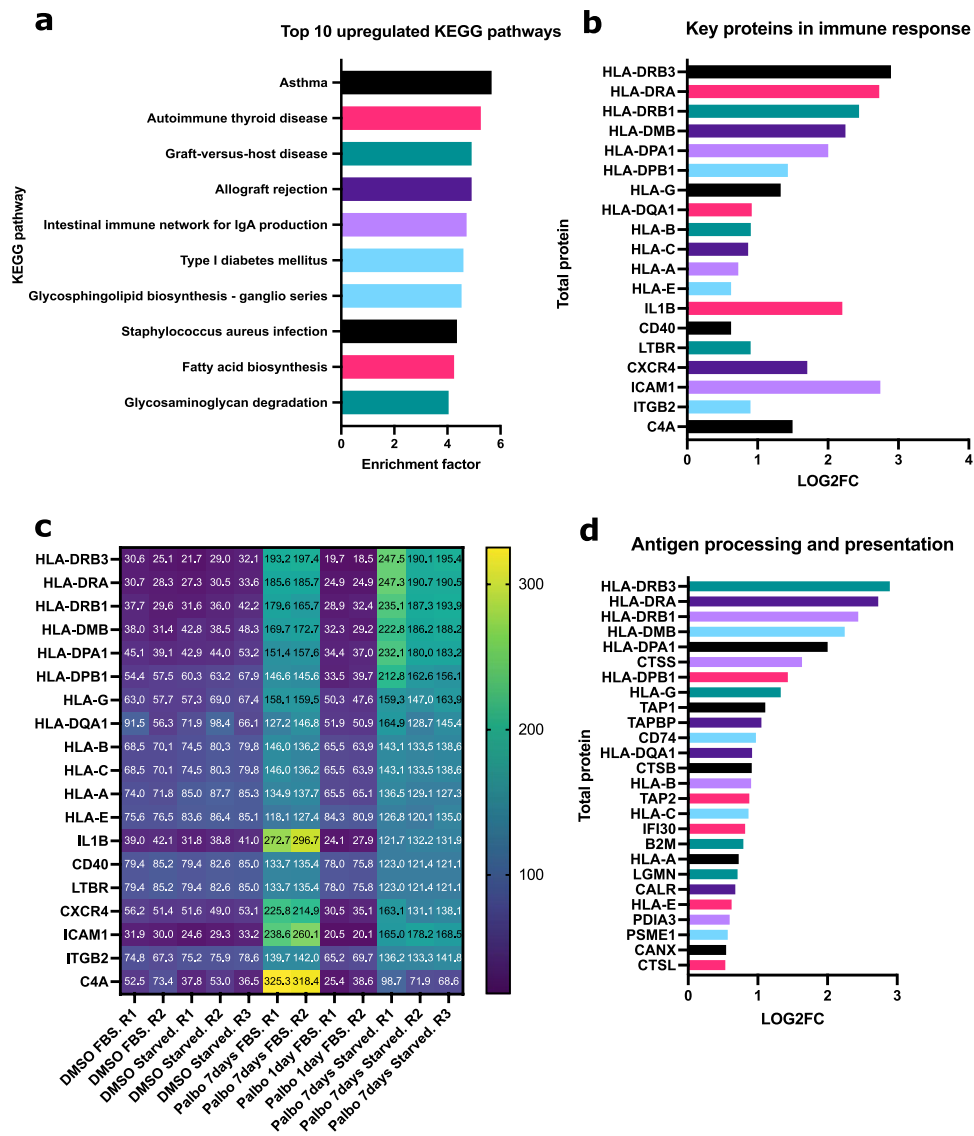 a
Top 10 upregulated KEGG pathways
KEGG pathway
Asthma
Autoimmune thyroid disease
Graft-versus-host disease
Allograft rejection
Intestinal immune network for IgA production
Type I diabetes mellitus
Glycosphingolipid biosynthesis - ganglio series
Staphylococcus aureus infection
Fatty acid biosynthesis
Glycosaminoglycan degradation
0 2 4 6
Enrichment factor
b
Key proteins in immune response
Total protein
HLA-DRB3
HLA-DRA
HLA-DRB1
HLA-DMB
HLA-DPA1
HLA-DPB1
HLA-G
HLA-DQA1
HLA-B
HLA-C
HLA-A
HLA-E
IL1B
CD40
LTBR
CXCR4
ICAM1
ITGB2
C4A
0 1 2 3 4
LOG2FC
c
HLA-DRB3 30.6 25.1 21.7 29.0 32.1 193.2 197.4 19.7 18.5 247.5 190.1 195.4
HLA-DRA 30.7 28.3 27.3 30.5 33.6 185.6 185.7 24.9 24.9 247.3 190.7 190.5
HLA-DRB1 37.7 29.6 31.6 36.0 42.2 179.6 165.7 28.9 32.4 235.1 187.3 193.9
HLA-DMB 38.0 31.4 42.8 38.5 48.3 169.7 172.7 32.3 29.2 222.8 186.2 188.2
HLA-DPA1 45.1 39.1 42.9 44.0 53.2 151.4 157.6 34.4 37.0 232.1 180.0 183.2
HLA-DPB1 54.4 57.5 60.3 63.2 67.9 146.6 145.6 33.5 39.7 212.8 162.6 156.1
HLA-G 63.0 57.7 57.3 69.0 67.4 158.1 159.5 50.3 47.6 159.3 147.0 163.9
HLA-DQA1 91.5 56.3 71.9 98.4 66.1 127.2 146.8 51.9 50.9 164.9 128.7 145.4
HLA-B 68.5 70.1 74.5 80.3 79.8 146.0 136.2 65.5 63.9 143.1 133.5 138.6
HLA-C 68.5 70.1 74.5 80.3 79.8 146.0 136.2 65.5 63.9 143.1 133.5 138.6
HLA-A 74.0 71.8 85.0 87.7 85.3 134.9 137.7 65.5 65.1 136.5 129.1 127.3
HLA-E 75.6 76.5 83.6 86.4 85.1 118.1 127.4 84.3 80.9 126.8 120.1 135.0
IL1B 39.0 42.1 31.8 38.8 41.0 272.7 296.7 24.1 27.9 121.7 132.2 131.9
CD40 79.4 85.2 79.4 82.6 85.0 133.7 135.4 78.0 75.8 123.0 121.4 121.1
LTBR 79.4 85.2 79.4 82.6 85.0 133.7 135.4 78.0 75.8 123.0 121.4 121.1
CXCR4 56.2 51.4 51.6 49.0 53.1 225.8 214.9 30.5 35.1 163.1 131.1 138.1
ICAM1 31.9 30.0 24.6 29.3 33.2 238.6 260.1 20.5 20.1 165.0 178.2 168.5
ITGB2 74.8 67.3 75.2 75.9 78.6 139.7 142.0 65.2 69.7 136.2 133.3 141.8
C4A 52.5 73.4 37.8 53.0 36.5 325.3 318.4 25.4 38.6 98.7 71.9 68.6
DMSO FBS. R1
DMSO FBS. R2
DMSO Starved. R1
DMSO Starved. R2
DMSO Starved. R3
Palbo 7days FBS. R1
Palbo 7days FBS. R2
Palbo 1day FBS. R1
Palbo 1day FBS. R2
Palbo 7days Starved. R1
Palbo 7days Starved. R2
Palbo 7days Starved. R3
300
200
100
d
Antigen processing and presentation
Total protein
HLA-DRB3
HLA-DRA
HLA-DRB1
HLA-DMB
HLA-DPA1
CTSS
HLA-DPB1
HLA-G
TAP1
TAPBP
CD74
HLA-DQA1
CTSB
HLA-B
TAP2
HLA-C
IFI30
B2M
HLA-A
LGMN
CALR
HLA-E
PDIA3
PSME1
CANX
CTSL
0 1 2 3
LOG2FC